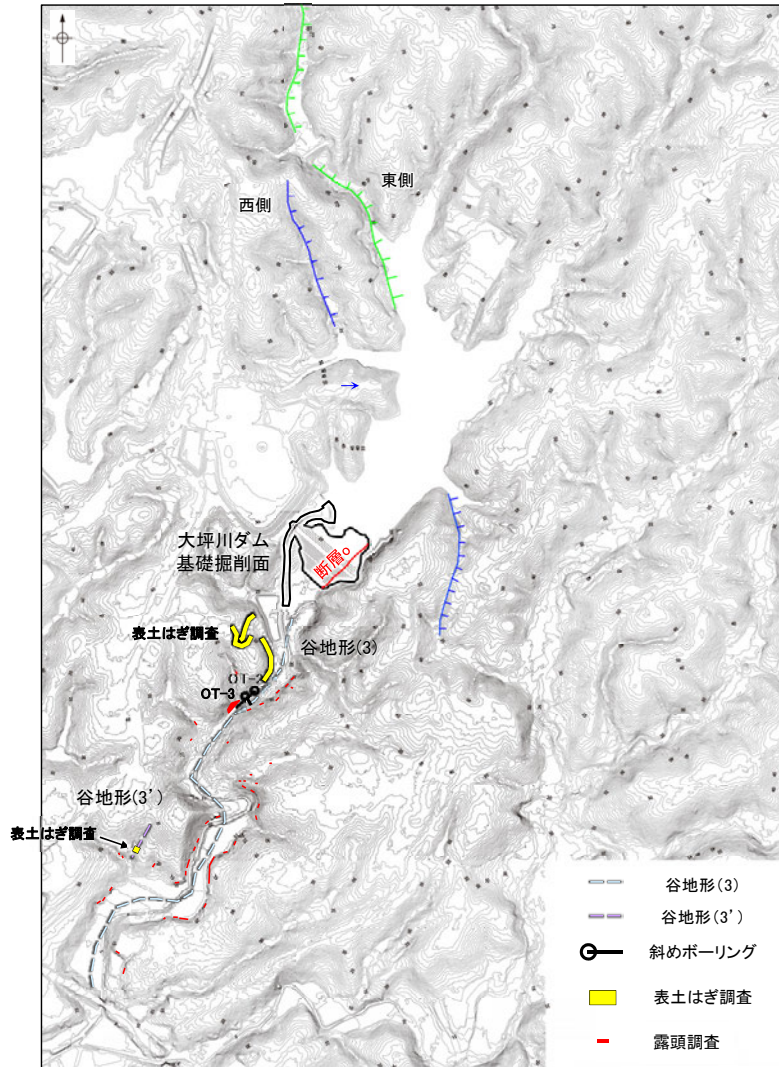 東側
西側
大坪川ダム
基礎掘削面
断層o
表土はぎ調査
谷地形(3)
OT-2
OT-3
谷地形(3’)
表土はぎ調査
谷地形(3)
谷地形(3’)
斜めボーリング
表土はぎ調査
露頭調査